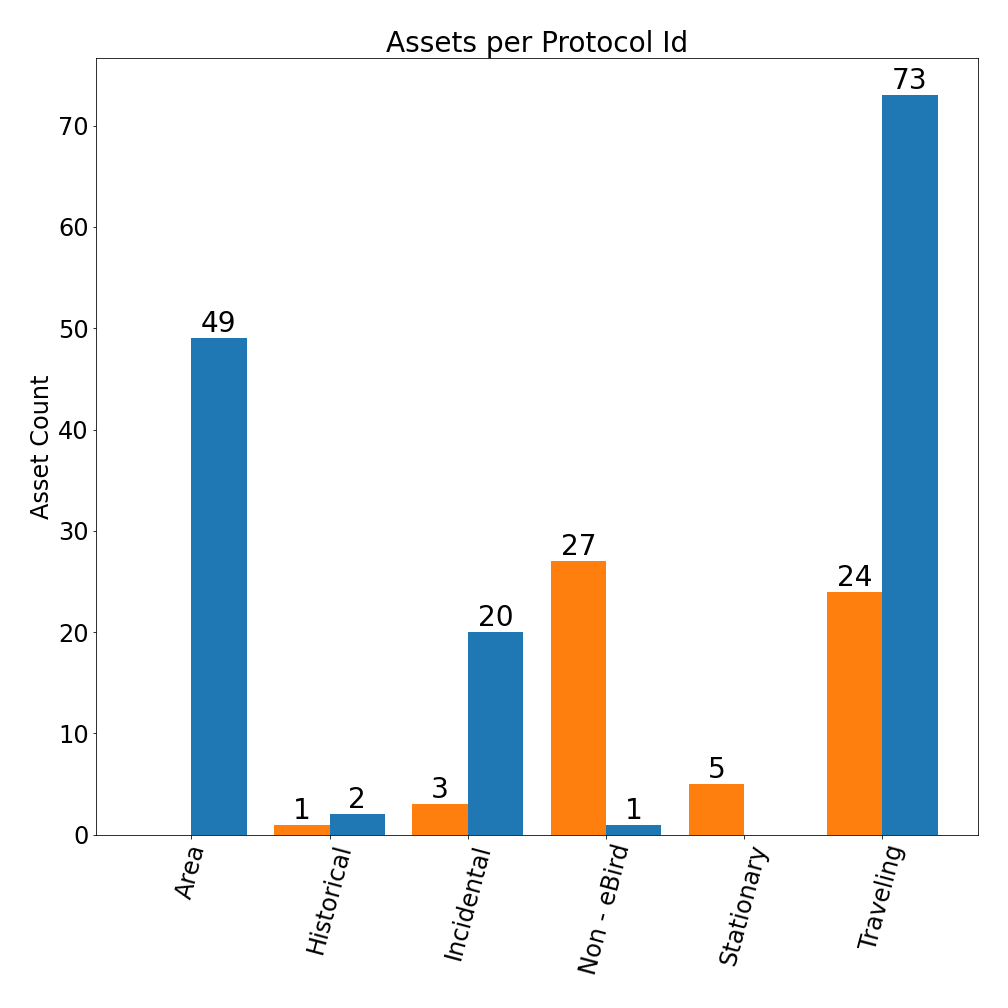 Assets per Protocol Id
Asset Count
70
60
50
40
30
20
10
0
49
1
2
3
20
27
1
5
24
73
Area
Historical
Incidental
Non - eBird
Stationary
Traveling